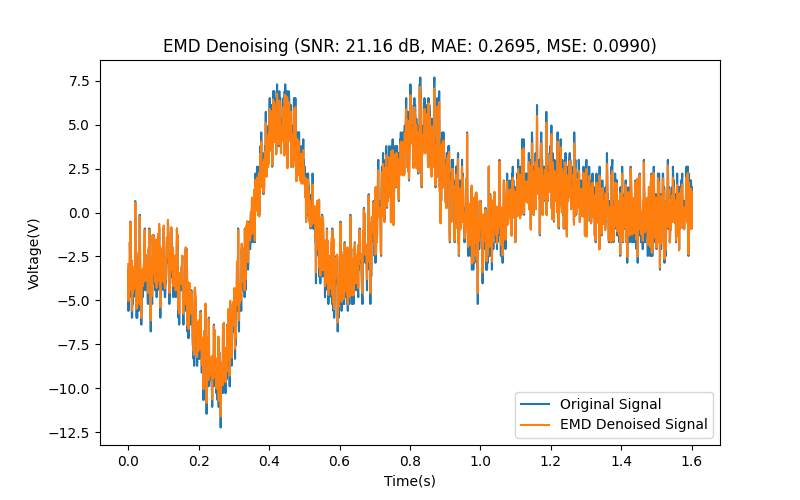 EMD Denoising (SNR: 21.16 dB, MAE: 0.2695, MSE: 0.0990)
7.5
5.0
2.5
0.0
−2.5
−5.0
−7.5
−10.0
−12.5
Voltage(V)
Original Signal
EMD Denoised Signal
0.0 0.2 0.4 0.6 0.8 1.0 1.2 1.4 1.6
Time(s)